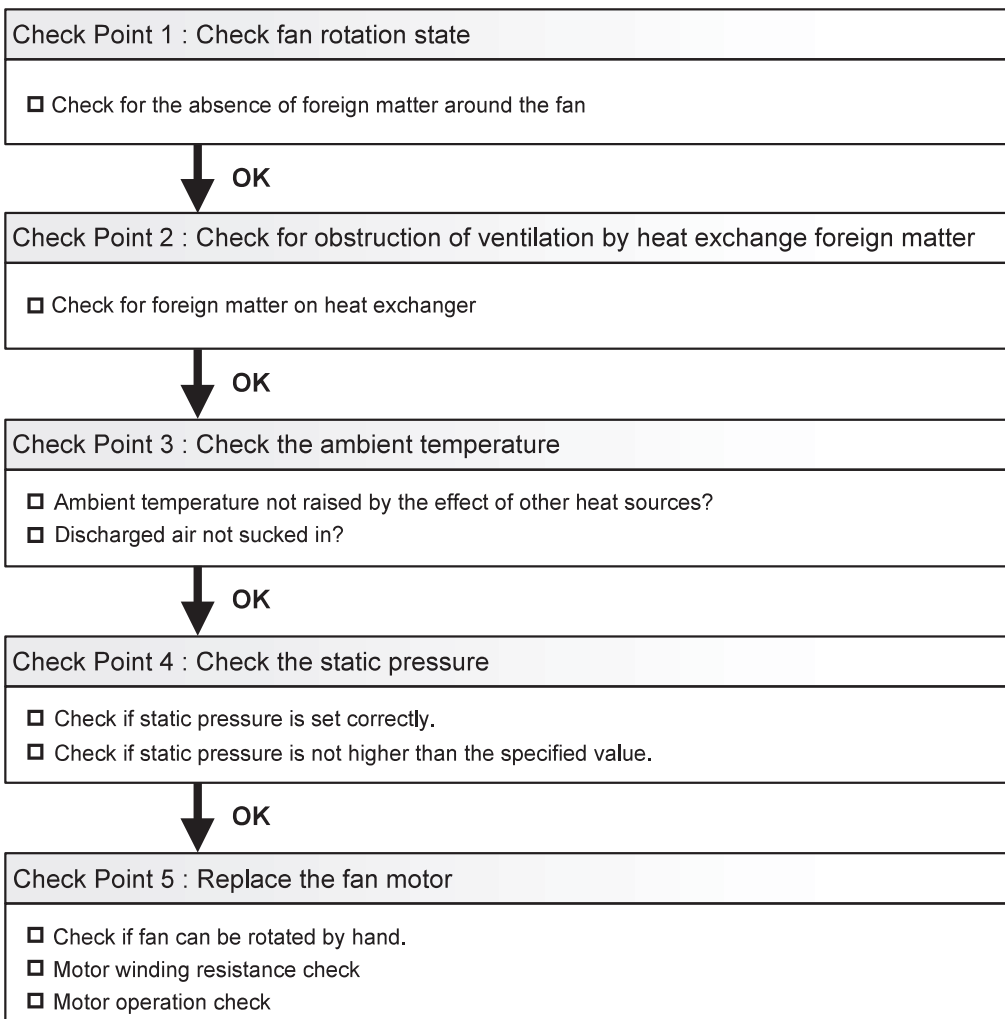 Check Point 1 : Check fan rotation state
Check for the absence of foreign matter around the fan
OK
Check Point 2 : Check for obstruction of ventilation by heat exchange foreign matter
Check for foreign matter on heat exchanger
OK
Check Point 3 : Check the ambient temperature
Ambient temperature not raised by the effect of other heat sources?
Discharged air not sucked in?
OK
Check Point 4 : Check the static pressure
Check if static pressure is set correctly.
Check if static pressure is not higher than the specified value.
OK
Check Point 5 : Replace the fan motor
Check if fan can be rotated by hand.
Motor winding resistance check
Motor operation check